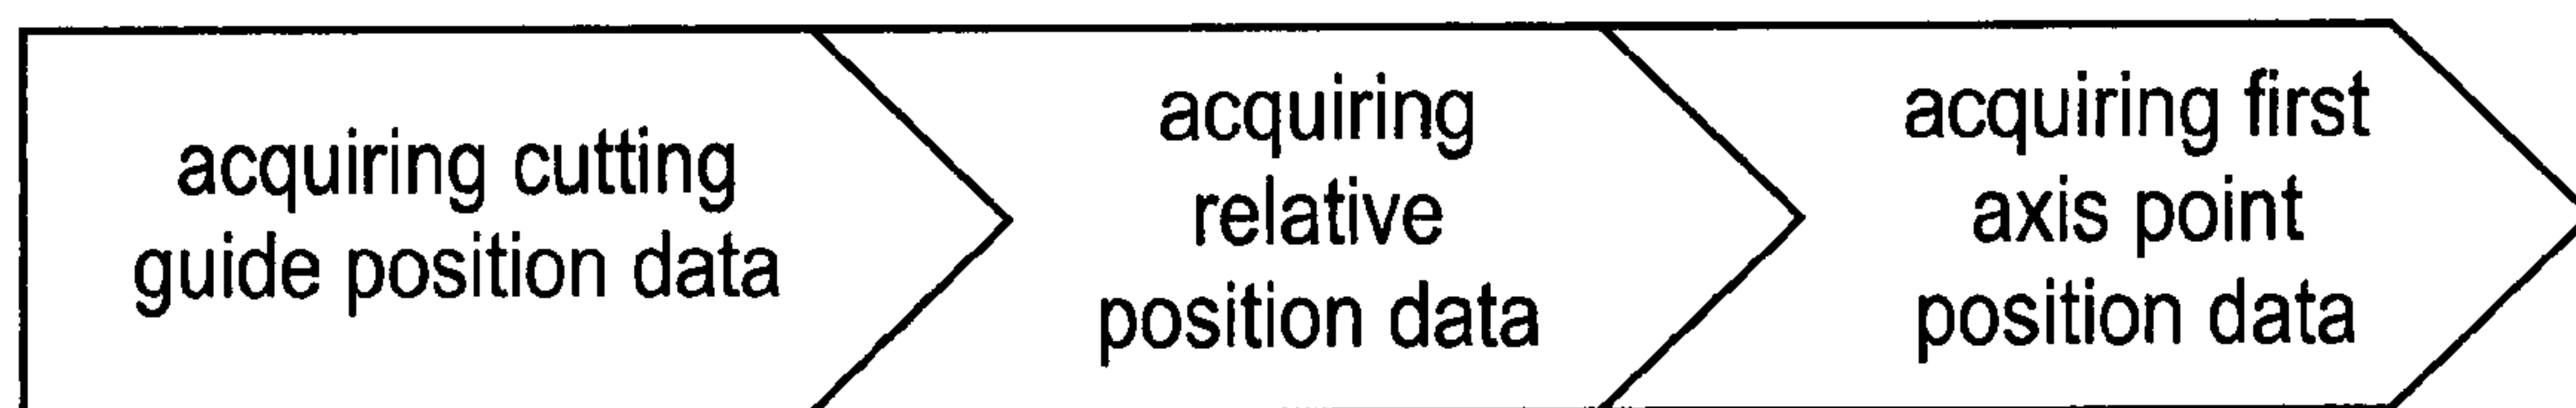 acquiring cutting
guide position data
acquiring
relative
position data
acquiring first
axis point
position data